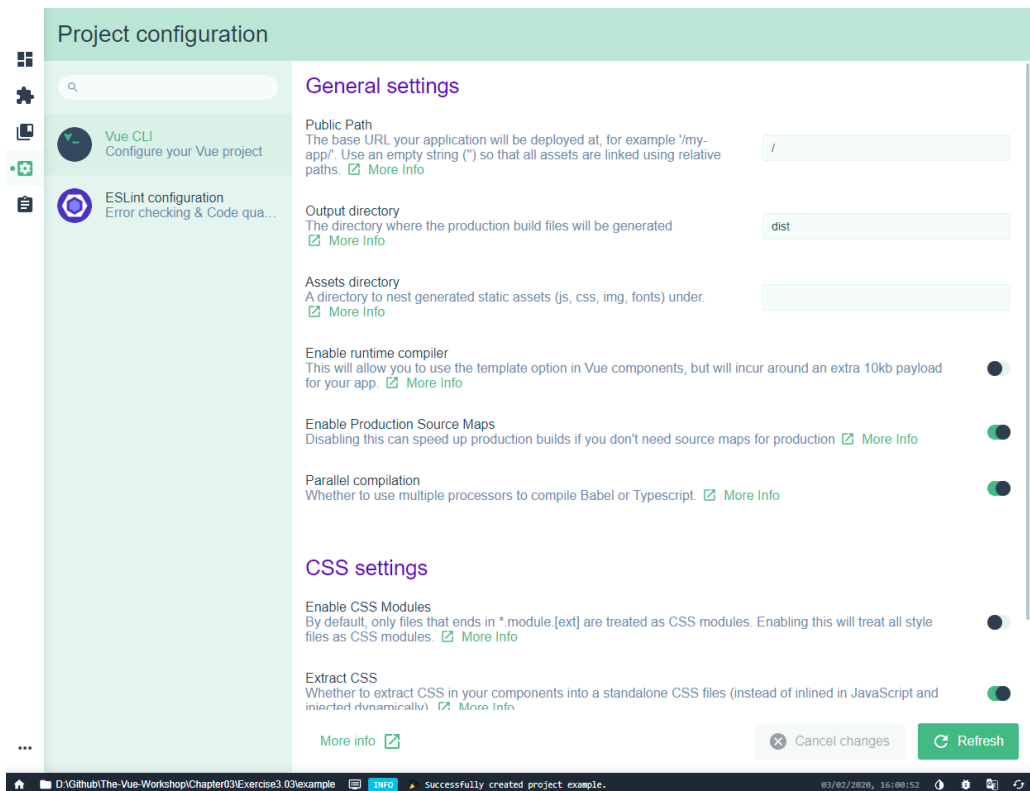 Project configuration
Vue CLI
Configure your Vue project
ESLint configuration
Error checking & Code qua...
General settings
Public Path
The base URL your application will be deployed at, for example '/my-
app/'. Use an empty string ('') so that all assets are linked using relative
paths. More Info
/
Output directory
The directory where the production build files will be generated
More Info
dist
Assets directory
A directory to nest generated static assets (js, css, img, fonts) under.
More Info
Enable runtime compiler
This will allow you to use the template option in Vue components, but will incur around an extra 10kb payload
for your app. More Info
Enable Production Source Maps
Disabling this can speed up production builds if you don't need source maps for production More Info
Parallel compilation
Whether to use multiple processors to compile Babel or Typescript. More Info
CSS settings
Enable CSS Modules
By default, only files that ends in *.module.[ext] are treated as CSS modules. Enabling this will treat all style
files as CSS modules. More Info
Extract CSS
Whether to extract CSS in your components into a standalone CSS files (instead of inlined in JavaScript and
injected dynamically) More Info
More info
Cancel changes
Refresh
D:\Github\The-Vue-Workshop\Chapter03\Exercise3.03\example INFO Successfully created project example. 03/02/2020, 16:00:52